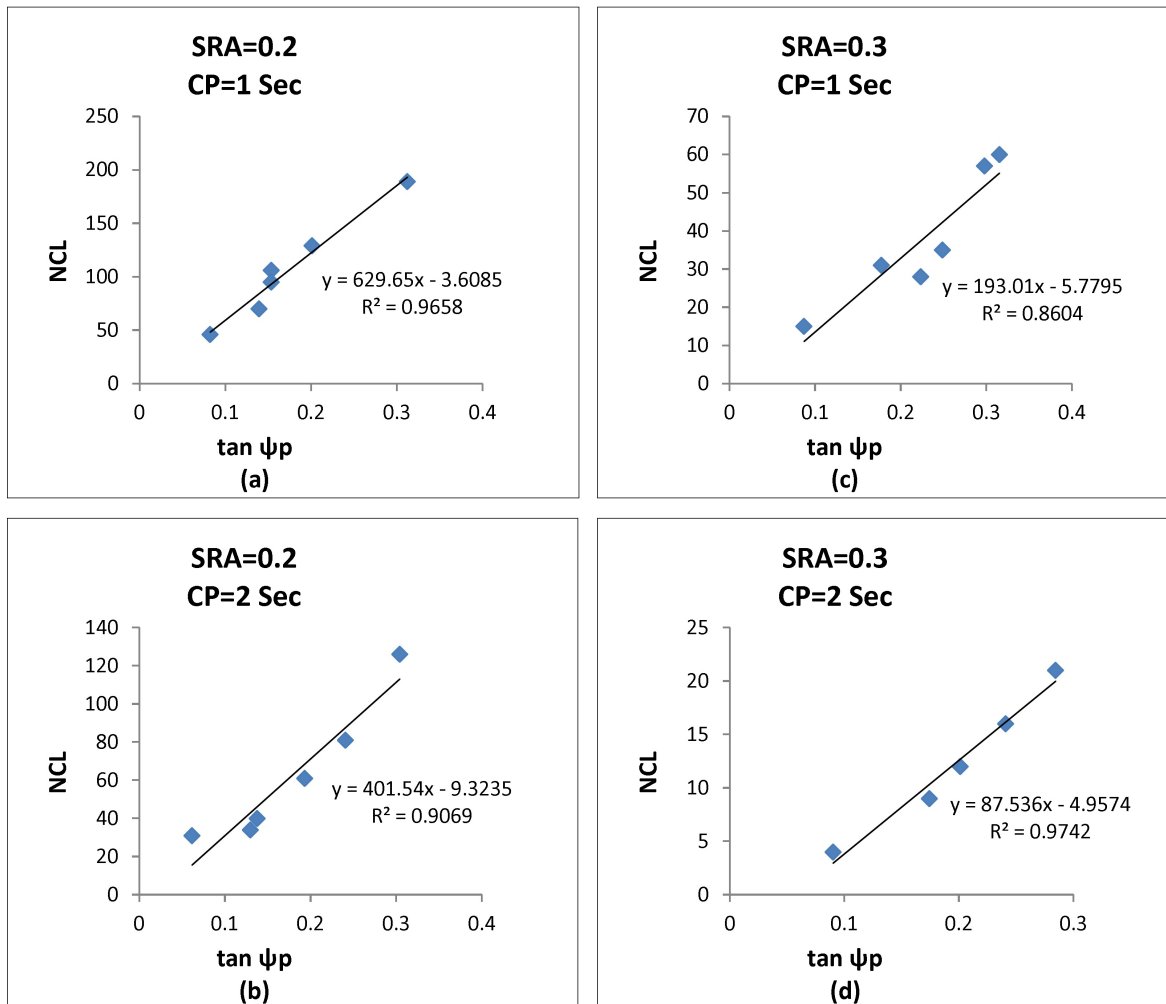 SRA=0.2
CP=1 Sec
250
200
150
100
50
0
NCL
y = 629.65x - 3.6085
R² = 0.9658
0 0.1 0.2 0.3 0.4
tan ψp
(a)
SRA=0.3
CP=1 Sec
70
60
50
40
30
20
10
0
NCL
y = 193.01x - 5.7795
R² = 0.8604
0 0.1 0.2 0.3 0.4
tan ψp
(c)
SRA=0.2
CP=2 Sec
140
120
100
80
60
40
20
0
NCL
y = 401.54x - 9.3235
R² = 0.9069
0 0.1 0.2 0.3 0.4
tan ψp
(b)
SRA=0.3
CP=2 Sec
25
20
15
10
5
0
NCL
y = 87.536x - 4.9574
R² = 0.9742
0 0.1 0.2 0.3
tan ψp
(d)